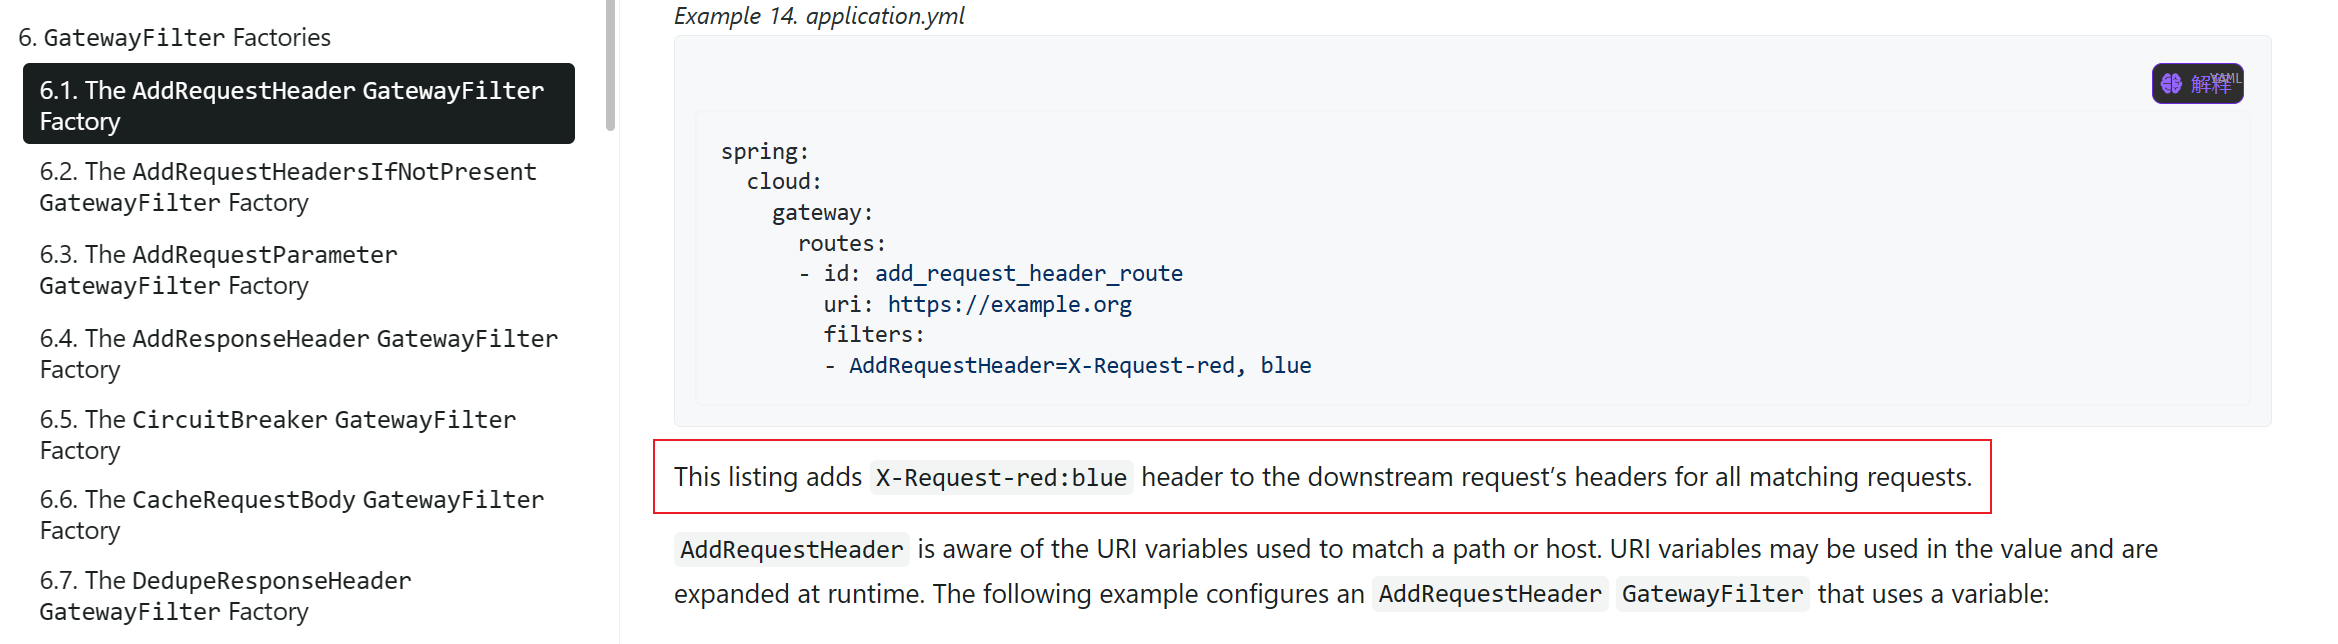 6. GatewayFilter Factories
6.1. The AddRequestHeader GatewayFilter
Factory
6.2. The AddRequestHeadersIfNotPresent
GatewayFilter Factory
6.3. The AddRequestParameter
GatewayFilter Factory
6.4. The AddResponseHeader GatewayFilter
Factory
6.5. The CircuitBreaker GatewayFilter
Factory
6.6. The CacheRequestBody GatewayFilter
Factory
6.7. The DedupeResponseHeader
GatewayFilter Factory
Example 14. application.yml
YAML
解释
spring:
  cloud:
    gateway:
      routes:
      - id: add_request_header_route
        uri: https://example.org
        filters:
        - AddRequestHeader=X-Request-red, blue
This listing adds X-Request-red:blue header to the downstream request’s headers for all matching requests.
AddRequestHeader is aware of the URI variables used to match a path or host. URI variables may be used in the value and are
expanded at runtime. The following example configures an AddRequestHeader GatewayFilter that uses a variable: